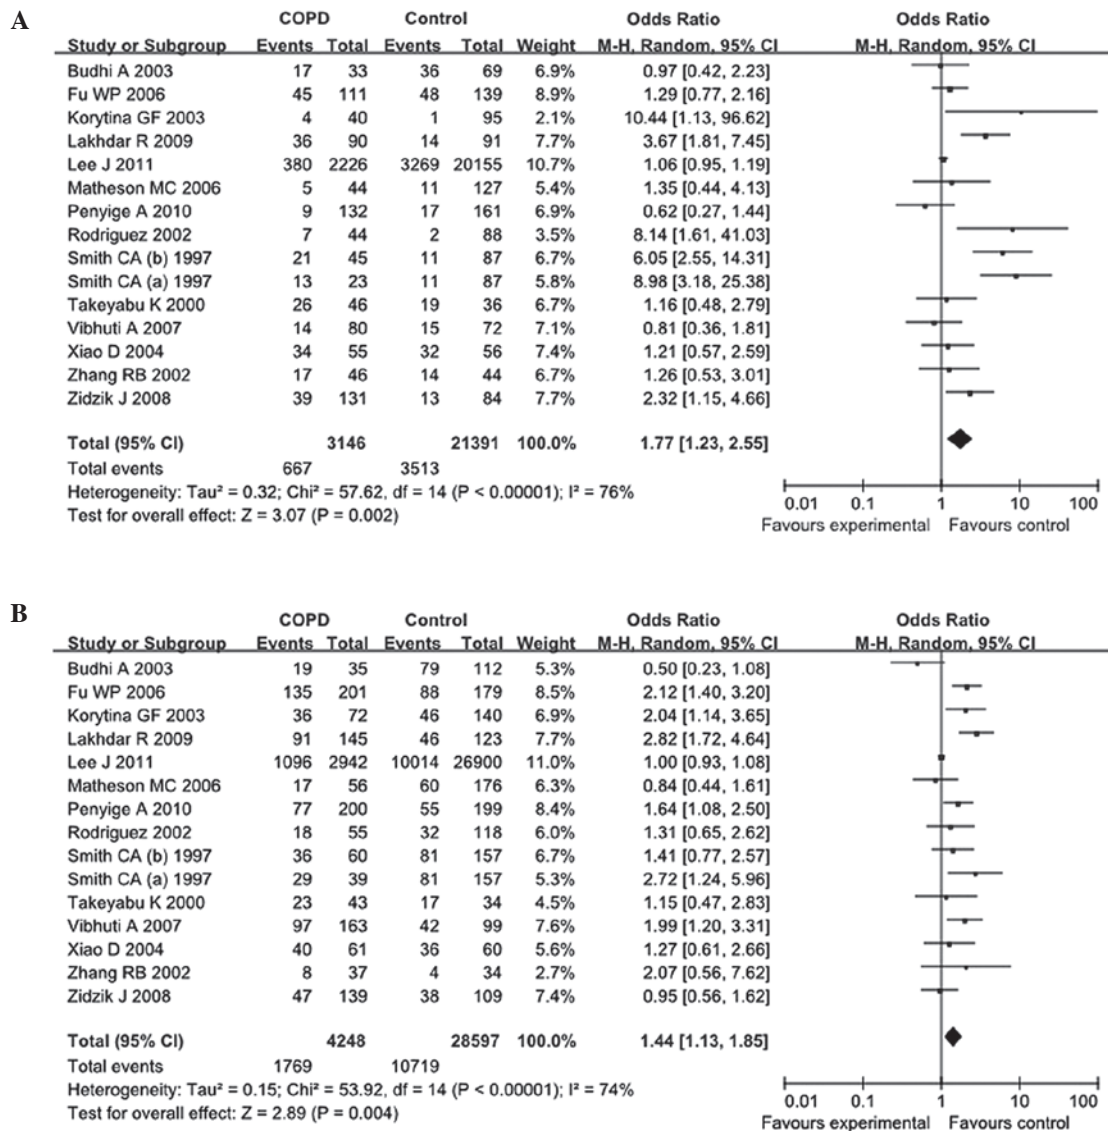 A
COPD Control Odds Ratio Odds Ratio
Study or Subgroup Events Total Events Total Weight M-H, Random, 95% CI M-H, Random, 95% CI
Budhi A 2003 17 33 36 69 6.9% 0.97 [0.42, 2.23]
Fu WP 2006 45 111 48 139 8.9% 1.29 [0.77, 2.16]
Korytina GF 2003 4 40 1 95 2.1% 10.44 [1.13, 96.62]
Lakhdar R 2009 36 90 14 91 7.7% 3.67 [1.81, 7.45]
Lee J 2011 380 2226 3269 20155 10.7% 1.06 [0.95, 1.19]
Matheson MC 2006 5 44 11 127 5.4% 1.35 [0.44, 4.13]
Penyige A 2010 9 132 17 161 6.9% 0.62 [0.27, 1.44]
Rodriguez 2002 7 44 2 88 3.5% 8.14 [1.61, 41.03]
Smith CA (b) 1997 21 45 11 87 6.7% 6.05 [2.55, 14.31]
Smith CA (a) 1997 13 23 11 87 5.8% 8.98 [3.18, 25.38]
Takeyabu K 2000 26 46 19 36 6.7% 1.16 [0.48, 2.79]
Vibhuti A 2007 14 80 15 72 7.1% 0.81 [0.36, 1.81]
Xiao D 2004 34 55 32 56 7.4% 1.21 [0.57, 2.59]
Zhang RB 2002 17 46 14 44 6.7% 1.26 [0.53, 3.01]
Zidzik J 2008 39 131 13 84 7.7% 2.32 [1.15, 4.66]
Total (95% CI) 3146 21391 100.0% 1.77 [1.23, 2.55]
Total events 667 3513
Heterogeneity: Tau² = 0.32; Chi² = 57.62, df = 14 (P < 0.00001); I² = 76%
Test for overall effect: Z = 3.07 (P = 0.002)
0.01 0.1 1 10 100
Favours experimental Favours control
B
COPD Control Odds Ratio Odds Ratio
Study or Subgroup Events Total Events Total Weight M-H, Random, 95% CI M-H, Random, 95% CI
Budhi A 2003 19 35 79 112 5.3% 0.50 [0.23, 1.08]
Fu WP 2006 135 201 88 179 8.5% 2.12 [1.40, 3.20]
Korytina GF 2003 36 72 46 140 6.9% 2.04 [1.14, 3.65]
Lakhdar R 2009 91 145 46 123 7.7% 2.82 [1.72, 4.64]
Lee J 2011 1096 2942 10014 26900 11.0% 1.00 [0.93, 1.08]
Matheson MC 2006 17 56 60 176 6.3% 0.84 [0.44, 1.61]
Penyige A 2010 77 200 55 199 8.4% 1.64 [1.08, 2.50]
Rodriguez 2002 18 55 32 118 6.0% 1.31 [0.65, 2.62]
Smith CA (b) 1997 36 60 81 157 6.7% 1.41 [0.77, 2.57]
Smith CA (a) 1997 29 39 81 157 5.3% 2.72 [1.24, 5.96]
Takeyabu K 2000 23 43 17 34 4.5% 1.15 [0.47, 2.83]
Vibhuti A 2007 97 163 42 99 7.6% 1.99 [1.20, 3.31]
Xiao D 2004 40 61 36 60 5.6% 1.27 [0.61, 2.66]
Zhang RB 2002 8 37 4 34 2.7% 2.07 [0.56, 7.62]
Zidzik J 2008 47 139 38 109 7.4% 0.95 [0.56, 1.62]
Total (95% CI) 4248 28597 100.0% 1.44 [1.13, 1.85]
Total events 1769 10719
Heterogeneity: Tau² = 0.15; Chi² = 53.92, df = 14 (P < 0.00001); I² = 74%
Test for overall effect: Z = 2.89 (P = 0.004)
0.01 0.1 1 10 100
Favours experimental Favours control